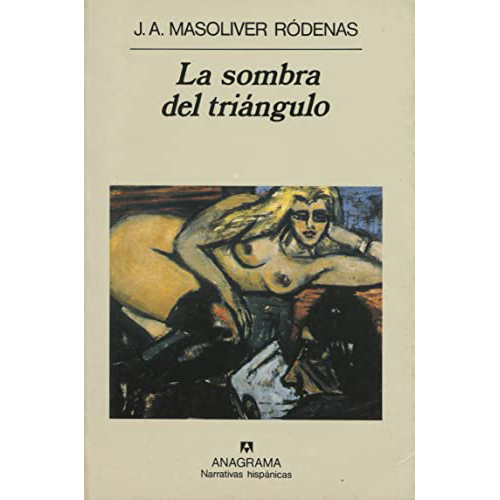 J. A. MASOLIVER RÓDENAS
La sombra
del triángulo
ANAGRAMA
Narrativas hispánicas